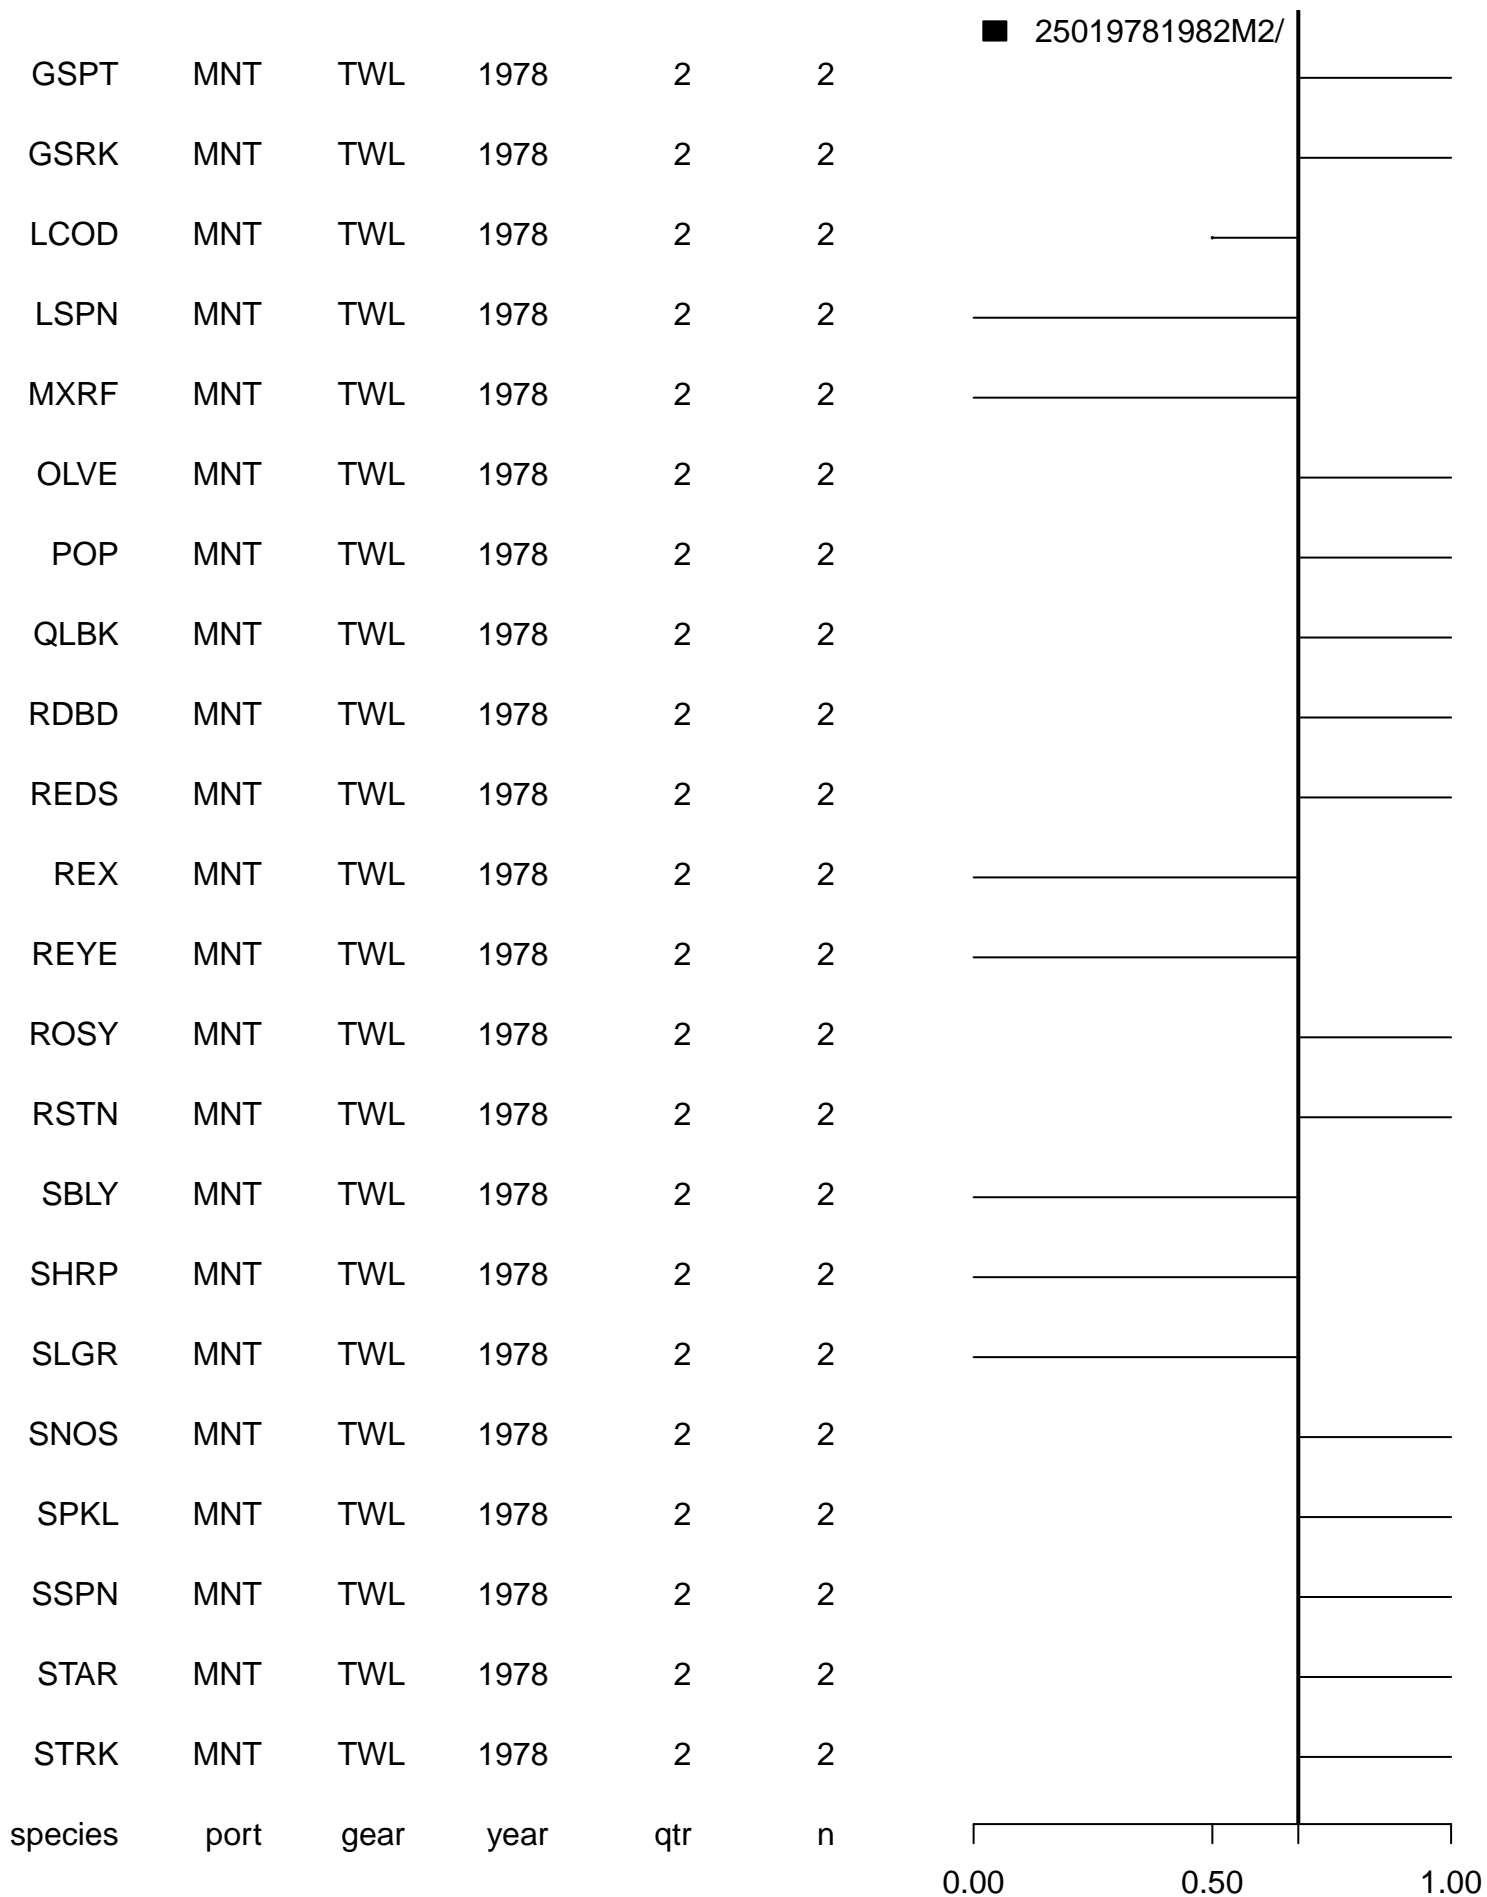 25019781982M2/
GSPT MNT TWL 1978 2 2
GSRK MNT TWL 1978 2 2
LCOD MNT TWL 1978 2 2
LSPN MNT TWL 1978 2 2
MXRF MNT TWL 1978 2 2
OLVE MNT TWL 1978 2 2
POP MNT TWL 1978 2 2
QLBK MNT TWL 1978 2 2
RDBD MNT TWL 1978 2 2
REDS MNT TWL 1978 2 2
REX MNT TWL 1978 2 2
REYE MNT TWL 1978 2 2
ROSY MNT TWL 1978 2 2
RSTN MNT TWL 1978 2 2
SBLY MNT TWL 1978 2 2
SHRP MNT TWL 1978 2 2
SLGR MNT TWL 1978 2 2
SNOS MNT TWL 1978 2 2
SPKL MNT TWL 1978 2 2
SSPN MNT TWL 1978 2 2
STAR MNT TWL 1978 2 2
STRK MNT TWL 1978 2 2
species port gear year qtr n
0.00 0.50 1.00